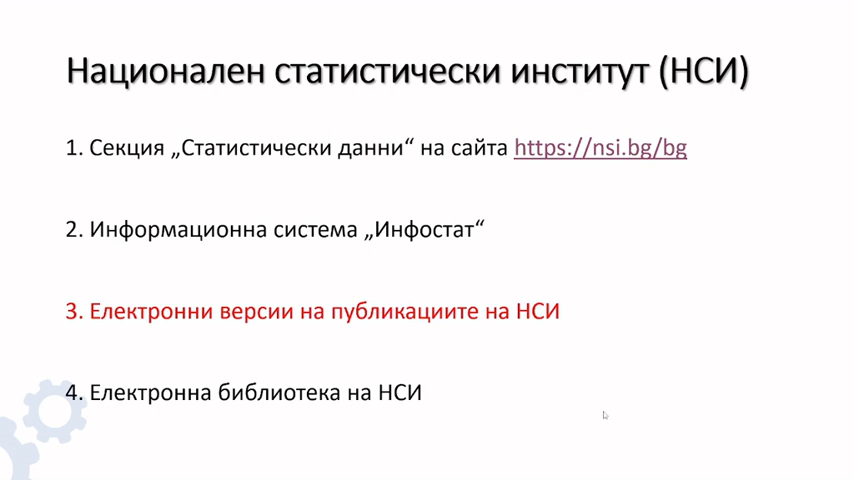 Национален статистически институт (НСИ)
1. Секция „Статистически данни“ на сайта https://nsi.bg/bg
2. Информационна система „Инфостат“
3. Електронни версии на публикациите на НСИ
4. Електронна библиотека на НСИ